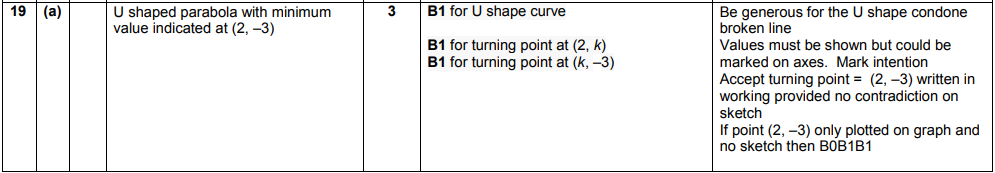 19 (a) U shaped parabola with minimum
value indicated at (2, –3)
3
B1 for U shape curve
B1 for turning point at (2, k)
B1 for turning point at (k, –3)
Be generous for the U shape condone
broken line
Values must be shown but could be
marked on axes.  Mark intention
Accept turning point =  (2, –3) written in
working provided no contradiction on
sketch
If point (2, –3) only plotted on graph and
no sketch then B0B1B1